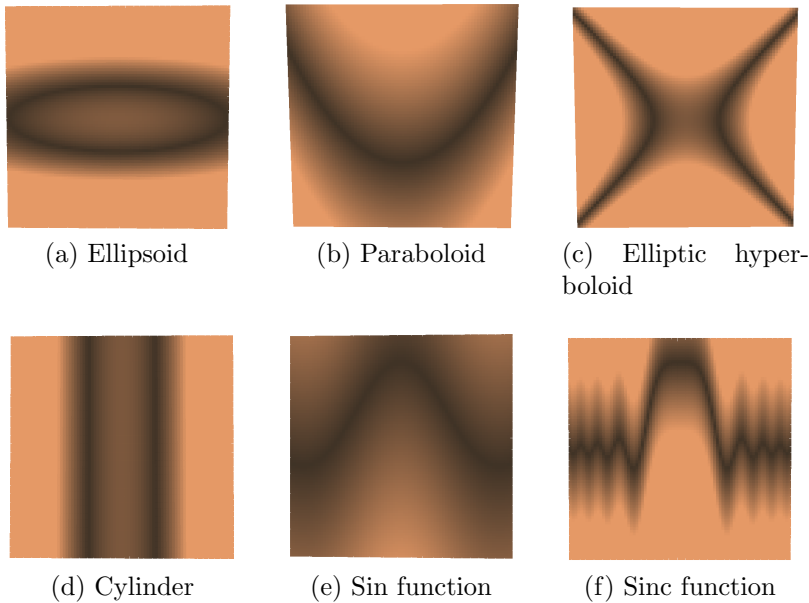 (a) Ellipsoid
(b) Paraboloid
(c) Elliptic hyper-
boloid
(d) Cylinder
(e) Sin function
(f) Sinc function